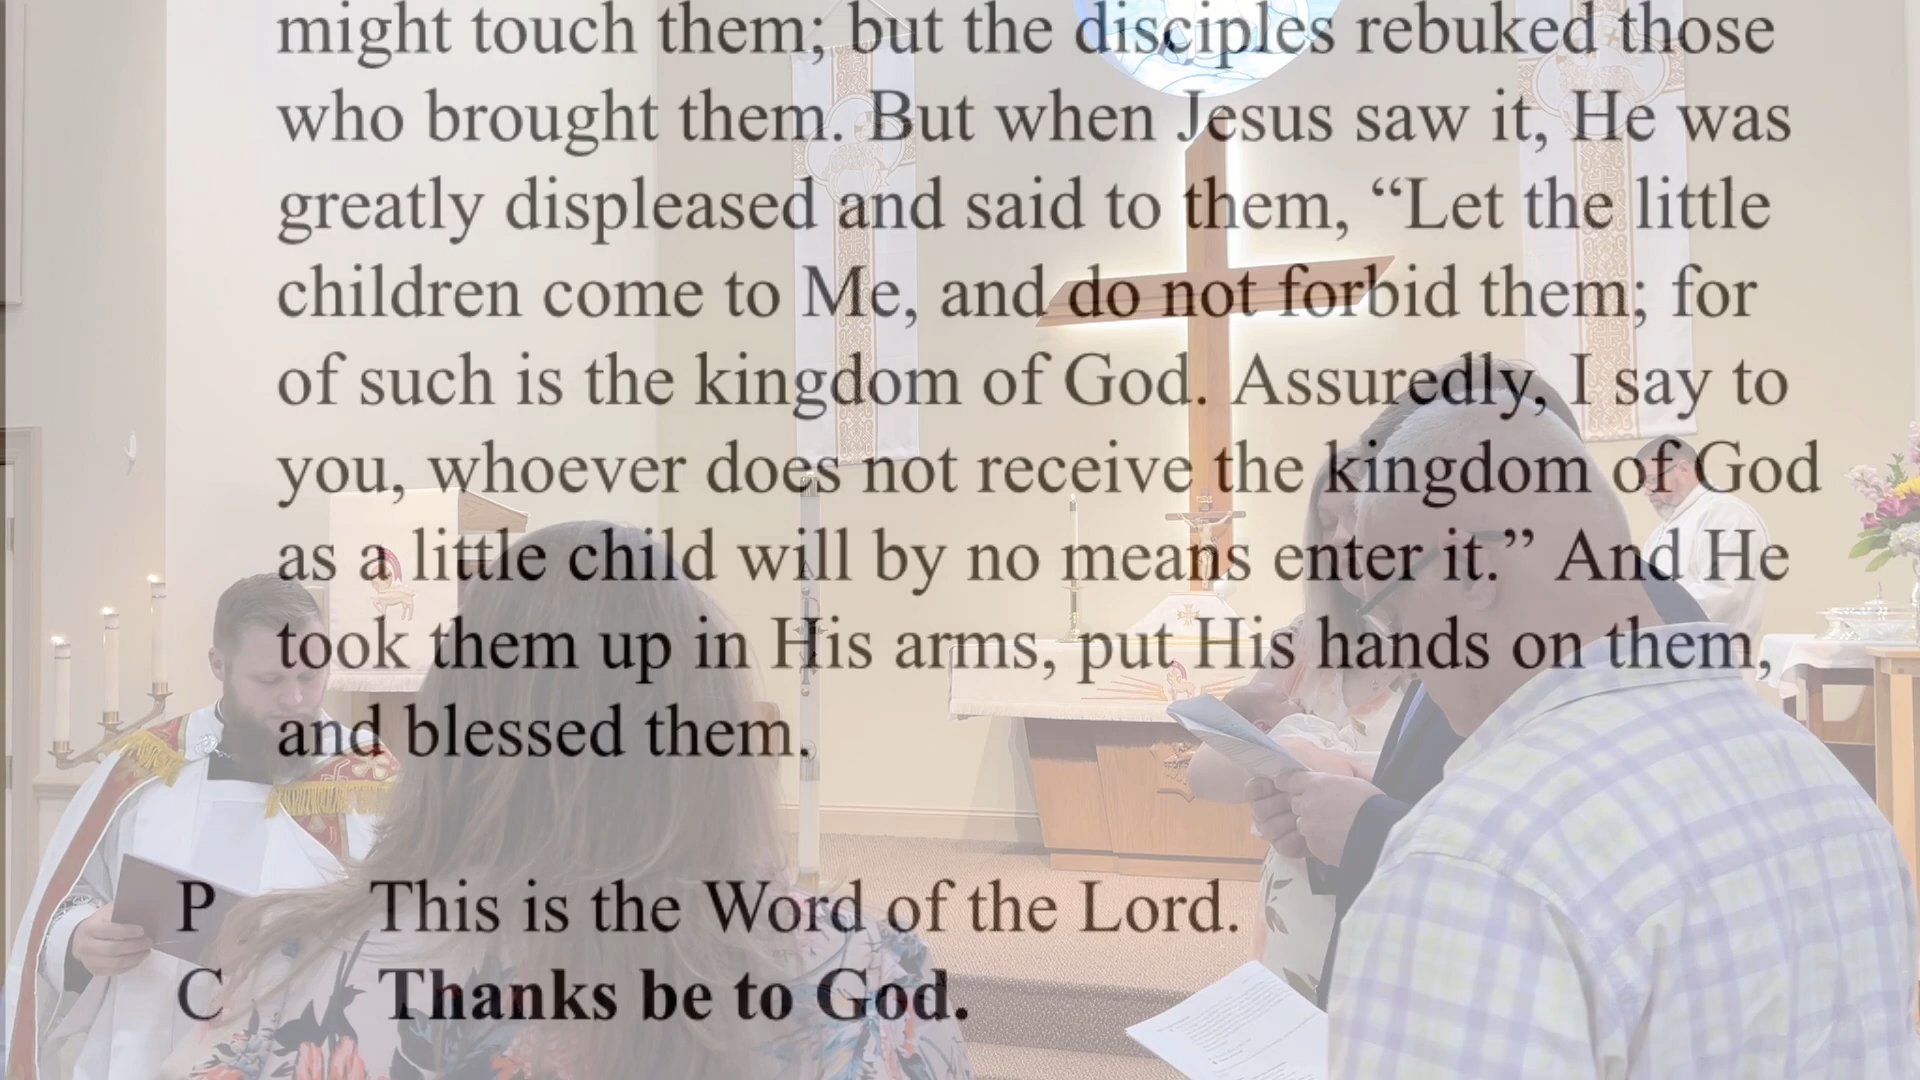 might touch them; but the disciples rebuked those
who brought them. But when Jesus saw it, He was
greatly displeased and said to them, “Let the little
children come to Me, and do not forbid them; for
of such is the kingdom of God. Assuredly, I say to
you, whoever does not receive the kingdom of God
as a little child will by no means enter it.” And He
took them up in His arms, put His hands on them,
and blessed them.
P This is the Word of the Lord.
C Thanks be to God.